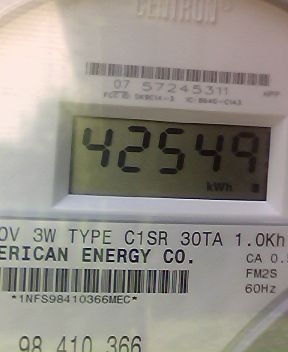 CENTRON
07 57245311
42549
kWh
0V 3W TYPE C1SR 30TA 1.0Kh
ERICAN ENERGY CO.
CA 0.5
FM2S
*1NFS98410366MEC*
60Hz
98 410 366